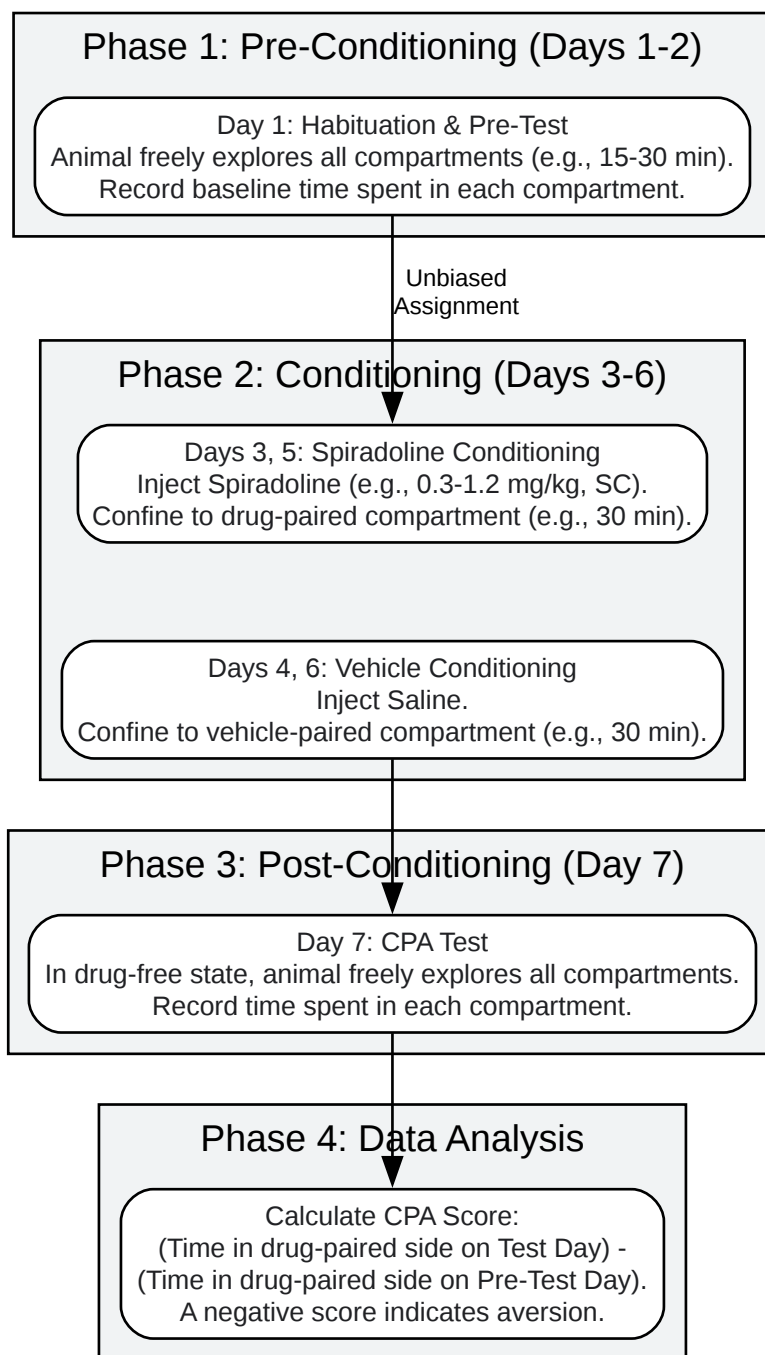 Phase 1: Pre-Conditioning (Days 1-2)
Day 1: Habituation & Pre-Test
Animal freely explores all compartments (e.g., 15-30 min).
Record baseline time spent in each compartment.
Unbiased
Assignment
Phase 2: Conditioning (Days 3-6)
Days 3, 5: Spiradoline Conditioning
Inject Spiradoline (e.g., 0.3-1.2 mg/kg, SC).
Confine to drug-paired compartment (e.g., 30 min).
Days 4, 6: Vehicle Conditioning
Inject Saline.
Confine to vehicle-paired compartment (e.g., 30 min).
Phase 3: Post-Conditioning (Day 7)
Day 7: CPA Test
In drug-free state, animal freely explores all compartments.
Record time spent in each compartment.
Phase 4: Data Analysis
Calculate CPA Score:
(Time in drug-paired side on Test Day) -
(Time in drug-paired side on Pre-Test Day).
A negative score indicates aversion.